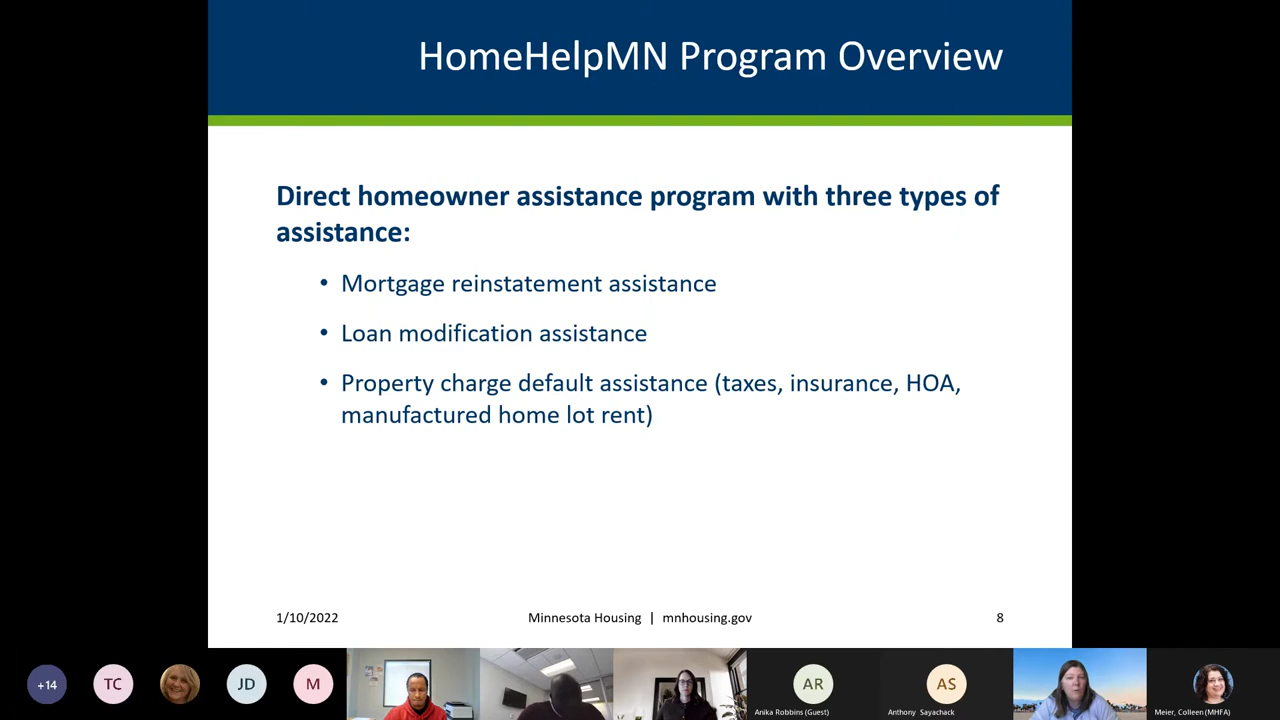 HomeHelpMN Program Overview
Direct homeowner assistance program with three types of
assistance:
• Mortgage reinstatement assistance
• Loan modification assistance
• Property charge default assistance (taxes, insurance, HOA,
manufactured home lot rent)
1/10/2022
Minnesota Housing | mnhousing.gov
8
+14
TC
JD
M
AR
Anika Robbins (Guest)
AS
Anthony Sayachack
Meier, Colleen (MHFA)